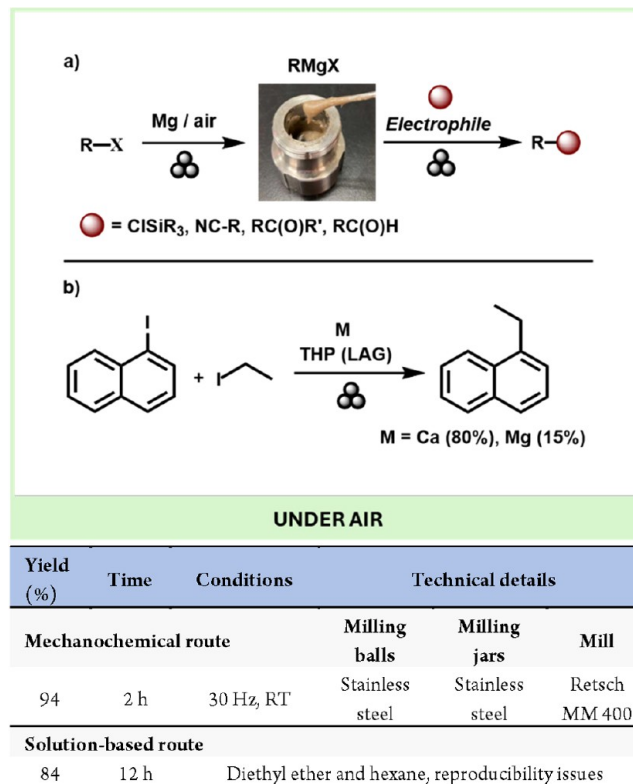 a)
RMgX
R–X
Mg / air
Electrophile
R–
= ClSiR3, NC-R, RC(O)R', RC(O)H
b)
I
+ I
M
THP (LAG)
M = Ca (80%), Mg (15%)
UNDER AIR
Yield (%) Time Conditions Technical details
Mechanochemical route Milling balls Milling jars Mill
94 2 h 30 Hz, RT Stainless steel Stainless steel Retsch MM 400
Solution-based route
84 12 h Diethyl ether and hexane, reproducibility issues